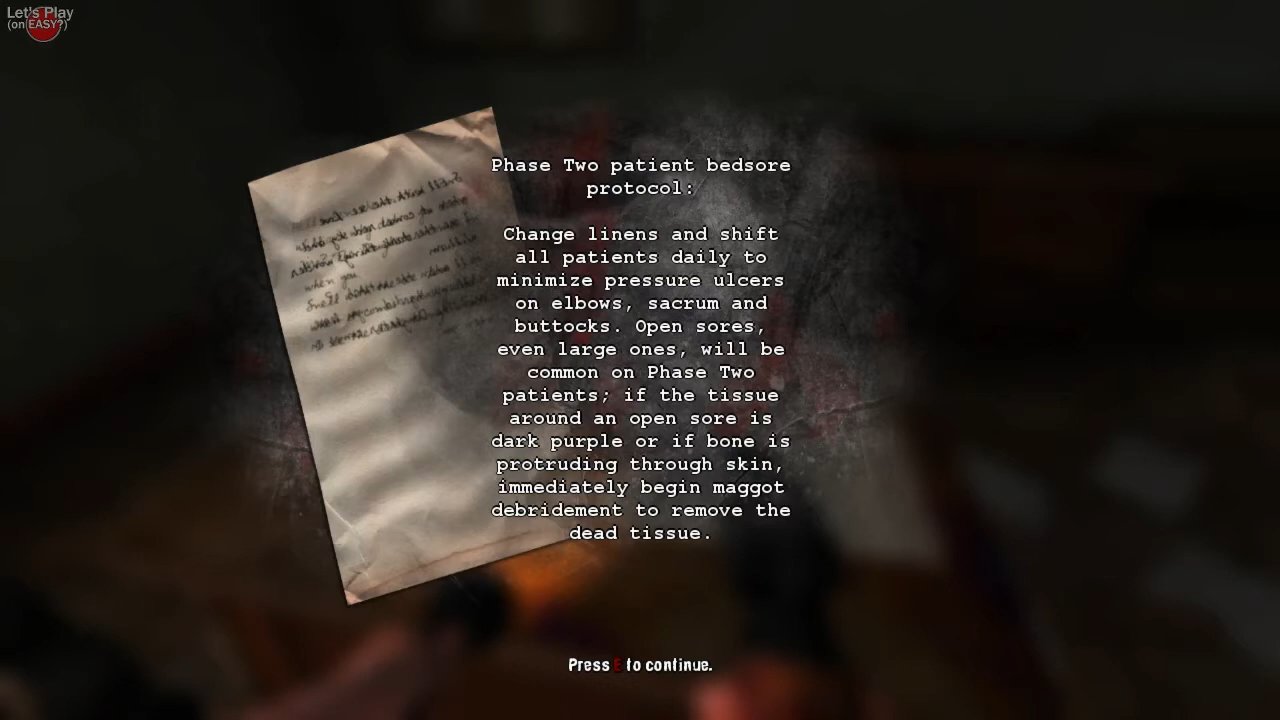 Let's Play
(on EASY?)
Phase Two patient bedsore
protocol:
Change linens and shift
all patients daily to
minimize pressure ulcers
on elbows, sacrum and
buttocks. Open sores,
even large ones, will be
common on Phase Two
patients; if the tissue
around an open sore is
dark purple or if bone is
protruding through skin,
immediately begin maggot
debridement to remove the
dead tissue.
when you
Press E to continue.